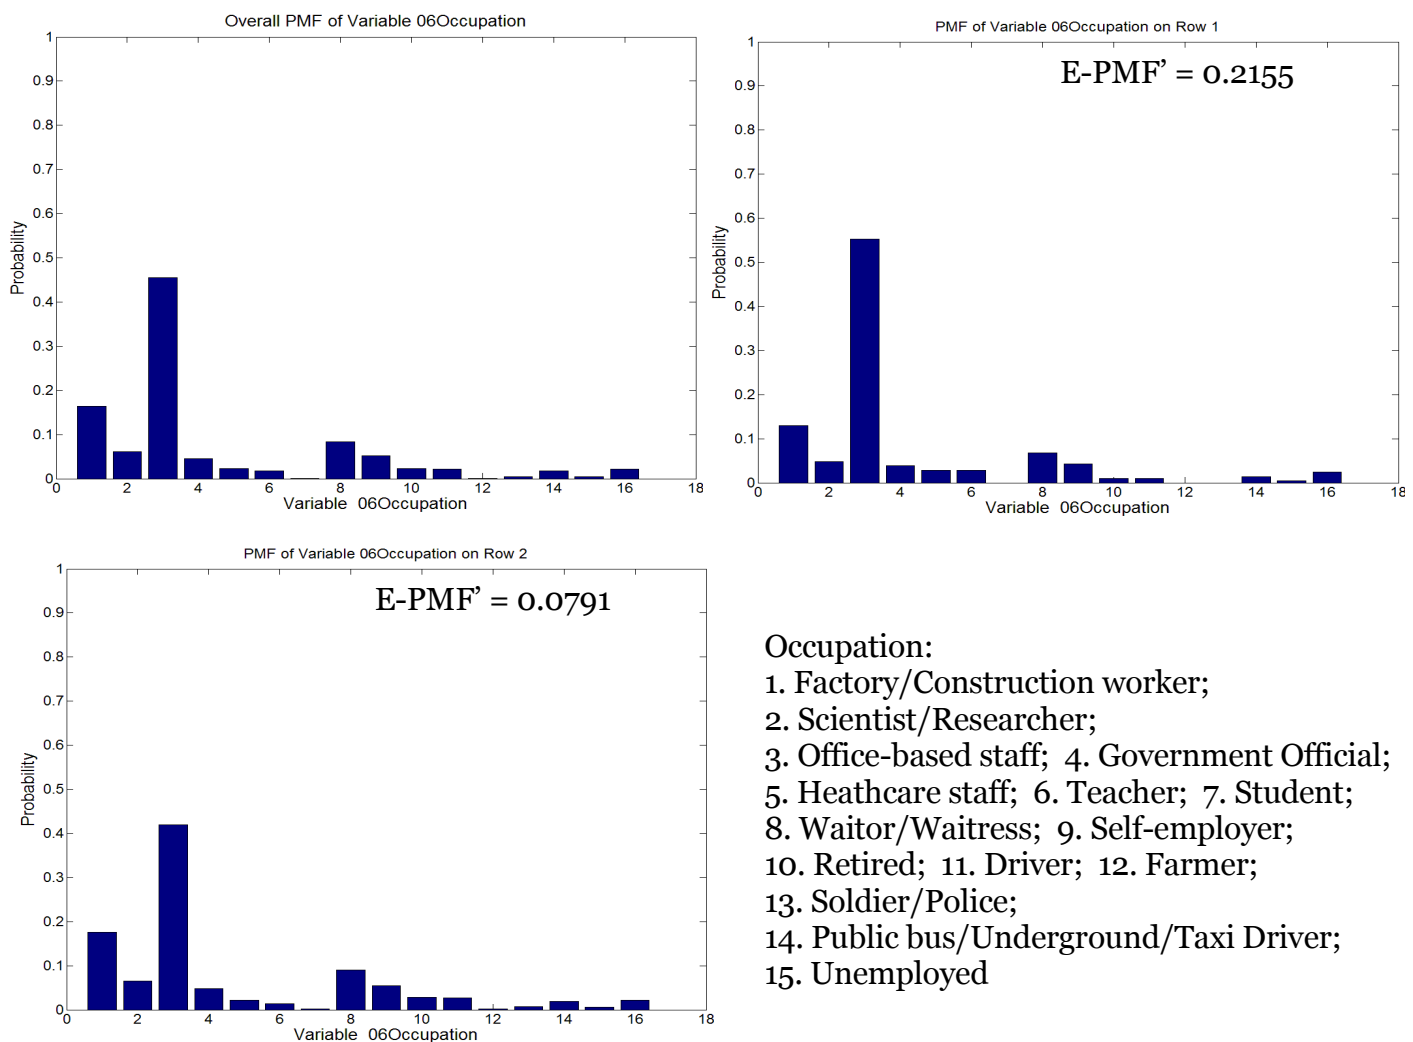 Overall PMF of Variable 06Occupation
1
0.9
0.8
0.7
0.6
0.5
0.4
0.3
0.2
0.1
0
Probability
0 2 4 6 8 10 12 14 16 18
Variable 06Occupation
PMF of Variable 06Occupation on Row 1
E-PMF’ = 0.2155
1
0.9
0.8
0.7
0.6
0.5
0.4
0.3
0.2
0.1
0
Probability
0 2 4 6 8 10 12 14 16 18
Variable 06Occupation
PMF of Variable 06Occupation on Row 2
E-PMF’ = 0.0791
1
0.9
0.8
0.7
0.6
0.5
0.4
0.3
0.2
0.1
0
Probability
0 2 4 6 8 10 12 14 16 18
Variable 06Occupation
Occupation:
1. Factory/Construction worker;
2. Scientist/Researcher;
3. Office-based staff; 4. Government Official;
5. Heathcare staff; 6. Teacher; 7. Student;
8. Waitor/Waitress; 9. Self-employer;
10. Retired; 11. Driver; 12. Farmer;
13. Soldier/Police;
14. Public bus/Underground/Taxi Driver;
15. Unemployed